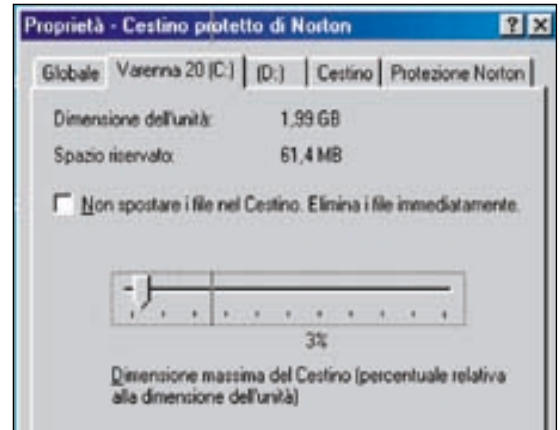 Proprietà - Cestino protetto di Norton
Globale Varenna 20 (C:) (D:) Cestino Protezione Norton
Dimensione dell'unità: 1,99 GB
Spazio riservato: 61,4 MB
Non spostare i file nel Cestino. Elimina i file immediatamente.
3%
Dimensione massima del Cestino (percentuale relativa
alla dimensione dell'unità)